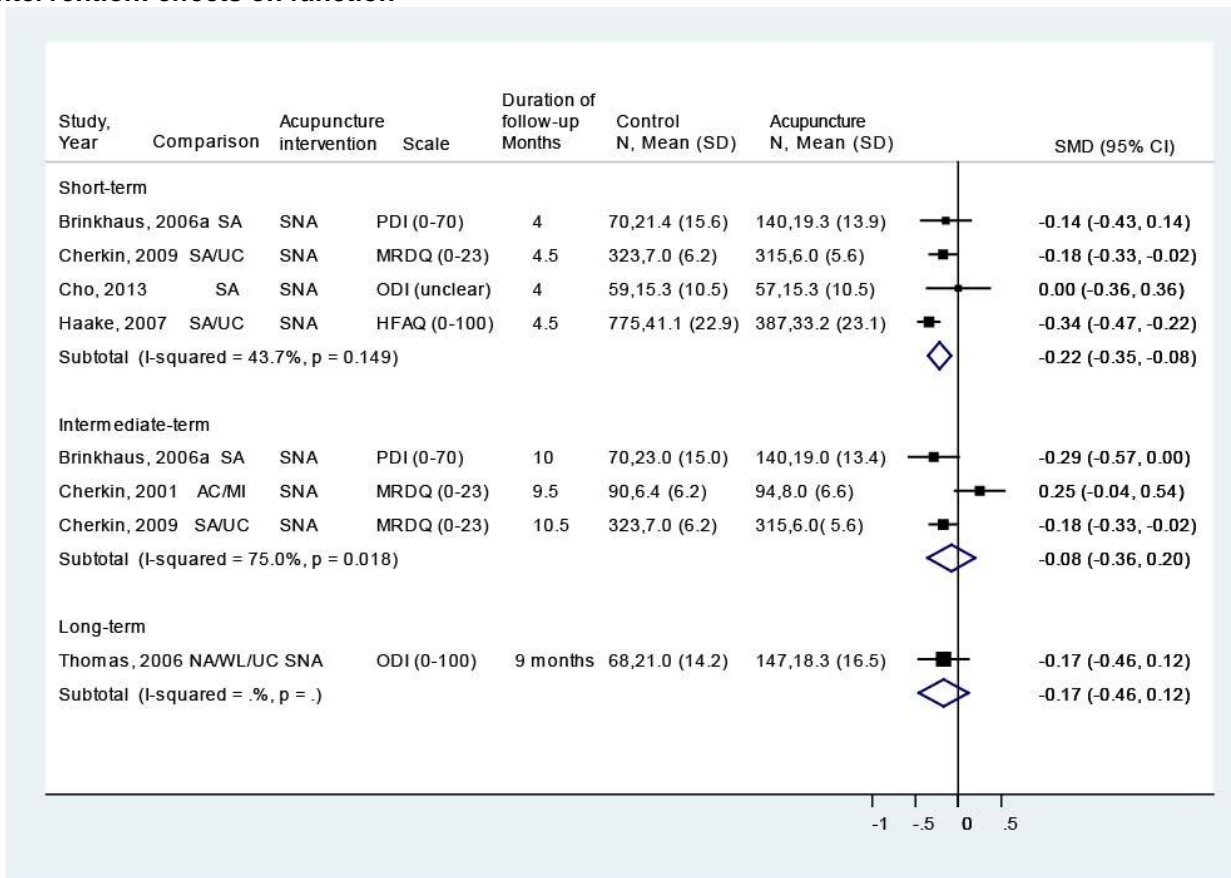 Duration of
Study, Acupuncture follow-up Control Acupuncture
Year Comparison intervention Scale Months N, Mean (SD) N, Mean (SD) SMD (95% CI)
Short-term
Brinkhaus, 2006a SA SNA PDI (0-70) 4 70,21.4 (15.6) 140,19.3 (13.9) -0.14 (-0.43, 0.14)
Cherkin, 2009 SA/UC SNA MRDQ (0-23) 4.5 323,7.0 (6.2) 315,6.0 (5.6) -0.18 (-0.33, -0.02)
Cho, 2013 SA SNA ODI (unclear) 4 59,15.3 (10.5) 57,15.3 (10.5) 0.00 (-0.36, 0.36)
Haake, 2007 SA/UC SNA HFAQ (0-100) 4.5 775,41.1 (22.9) 387,33.2 (23.1) -0.34 (-0.47, -0.22)
Subtotal (I-squared = 43.7%, p = 0.149) -0.22 (-0.35, -0.08)
Intermediate-term
Brinkhaus, 2006a SA SNA PDI (0-70) 10 70,23.0 (15.0) 140,19.0 (13.4) -0.29 (-0.57, 0.00)
Cherkin, 2001 AC/MI SNA MRDQ (0-23) 9.5 90,6.4 (6.2) 94,8.0 (6.6) 0.25 (-0.04, 0.54)
Cherkin, 2009 SA/UC SNA MRDQ (0-23) 10.5 323,7.0 (6.2) 315,6.0( 5.6) -0.18 (-0.33, -0.02)
Subtotal (I-squared = 75.0%, p = 0.018) -0.08 (-0.36, 0.20)
Long-term
Thomas, 2006 NA/WL/UC SNA ODI (0-100) 9 months 68,21.0 (14.2) 147,18.3 (16.5) -0.17 (-0.46, 0.12)
Subtotal (I-squared = .%, p = .) -0.17 (-0.46, 0.12)
-1 -.5 0 .5